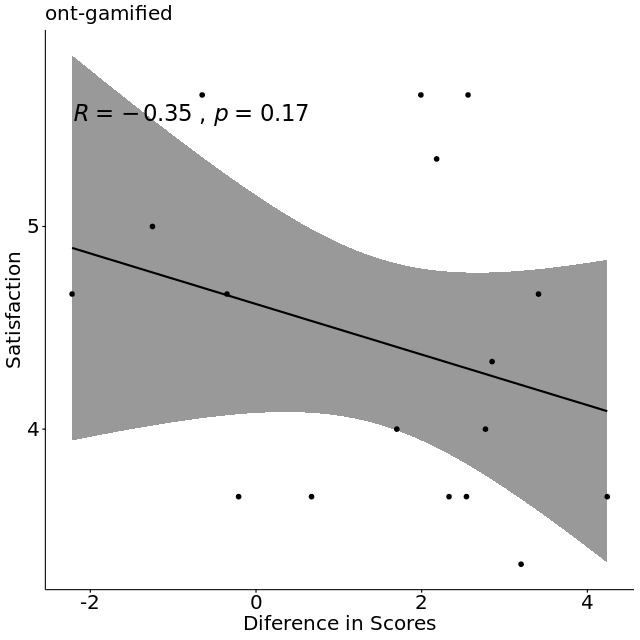 ont-gamified
R = −0.35 , p = 0.17
5
4
Satisfaction
-2 0 2 4
Diference in Scores